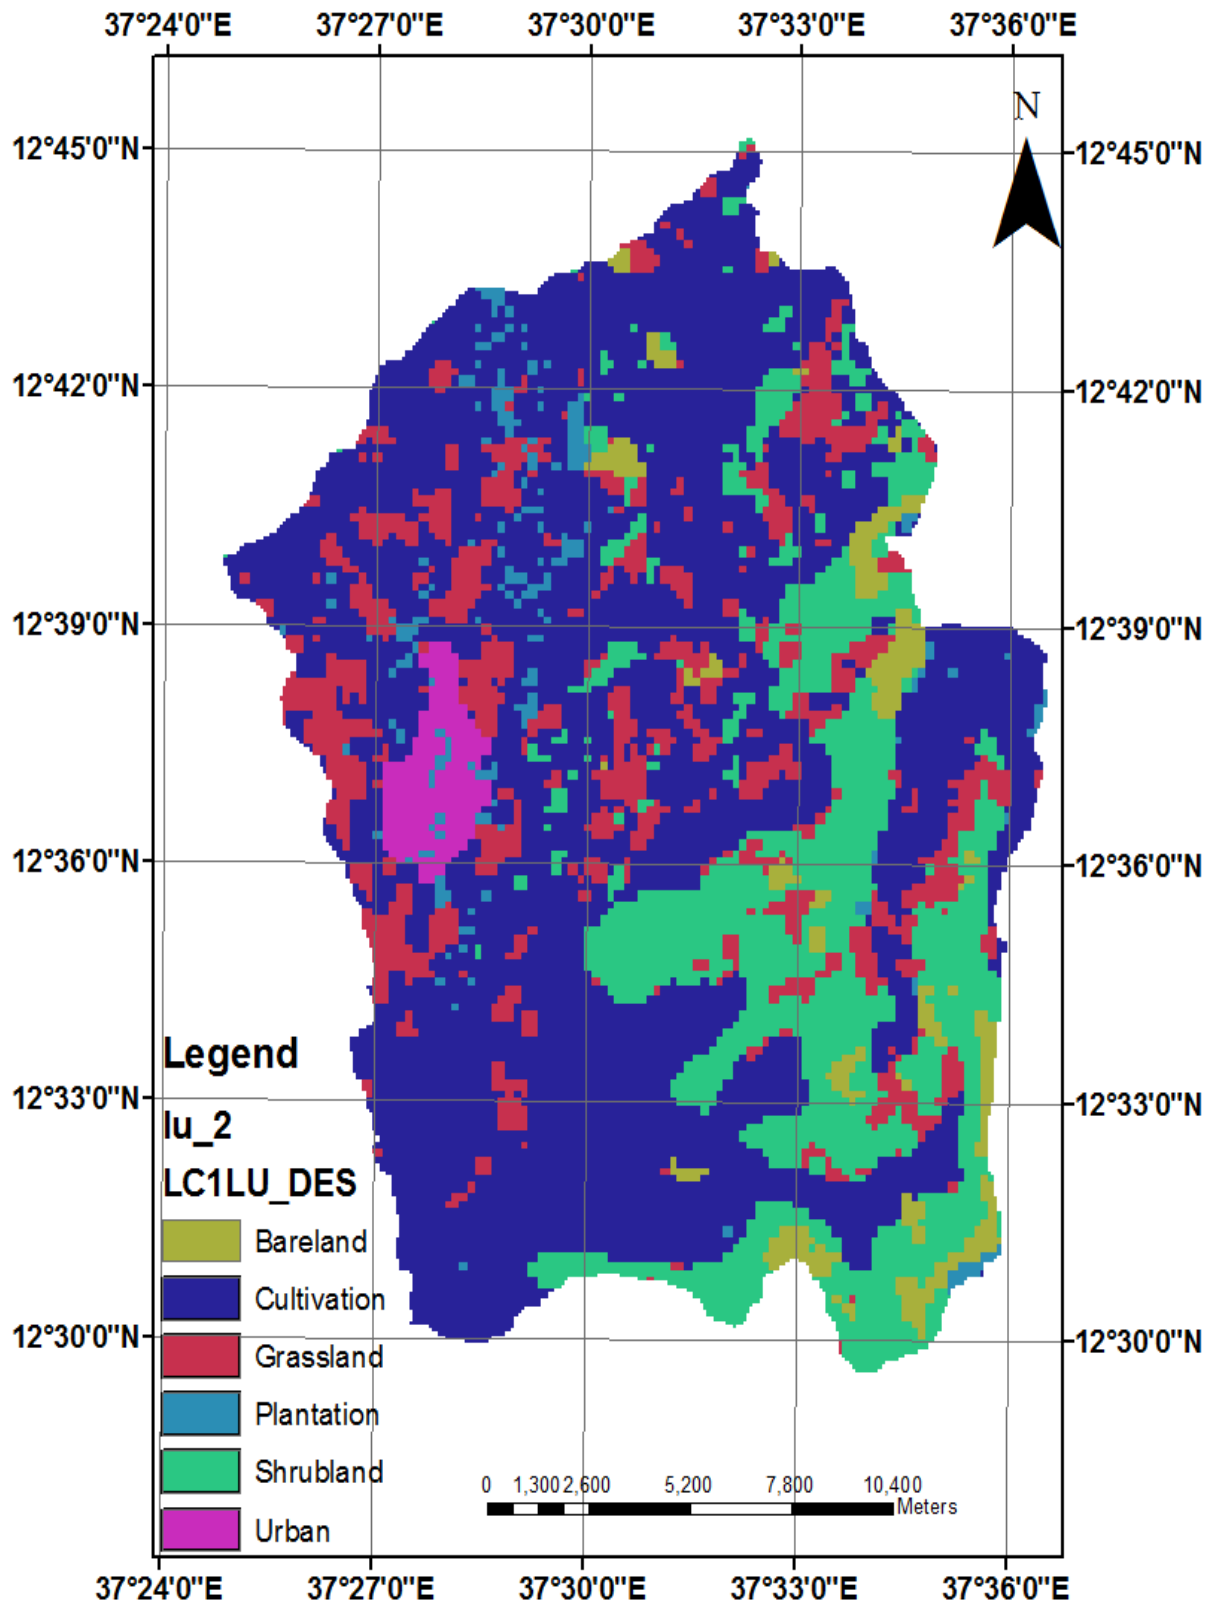 37°24'0"E 37°27'0"E 37°30'0"E 37°33'0"E 37°36'0"E
N
12°45'0"N 12°45'0"N
12°42'0"N 12°42'0"N
12°39'0"N 12°39'0"N
12°36'0"N 12°36'0"N
Legend
12°33'0"N 12°33'0"N
lu_2
LC1LU_DES
Bareland
Cultivation
12°30'0"N 12°30'0"N
Grassland
Plantation
Shrubland
0 1,300 2,600 5,200 7,800 10,400
Meters
Urban
37°24'0"E 37°27'0"E 37°30'0"E 37°33'0"E 37°36'0"E